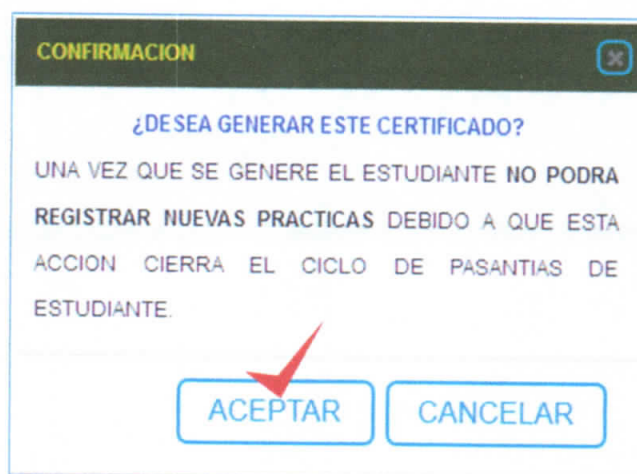 CONFIRMACION
¿DESEA GENERAR ESTE CERTIFICADO?
UNA VEZ QUE SE GENERE EL ESTUDIANTE NO PODRA
REGISTRAR NUEVAS PRACTICAS DEBIDO A QUE ESTA
ACCION CIERRA EL CICLO DE PASANTIAS DE
ESTUDIANTE.
ACEPTAR CANCELAR